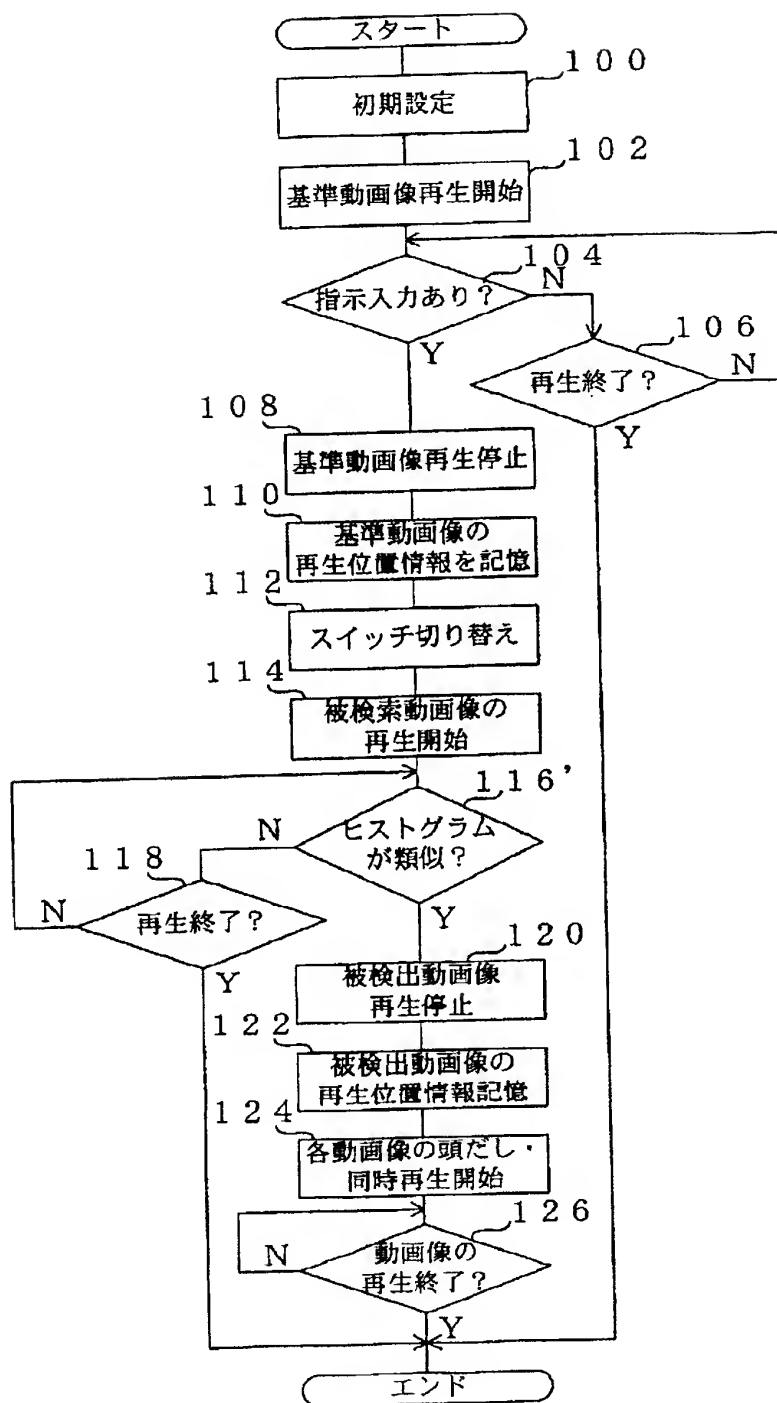 スタート
100
初期設定
102
基準動画像再生開始
104
指示入力あり?
N
Y
106
再生終了?
N
Y
108
基準動画像再生停止
110
基準動画像の
再生位置情報を記憶
112
スイッチ切り替え
114
被検索動画像の
再生開始
116'
ヒストグラム
が類似?
N
Y
118
再生終了?
N
Y
120
被検出動画像
再生停止
122
被検出動画像の
再生位置情報記憶
124
各動画像の頭だし・
同時再生開始
126
動画像の
再生終了?
N
Y
エンド